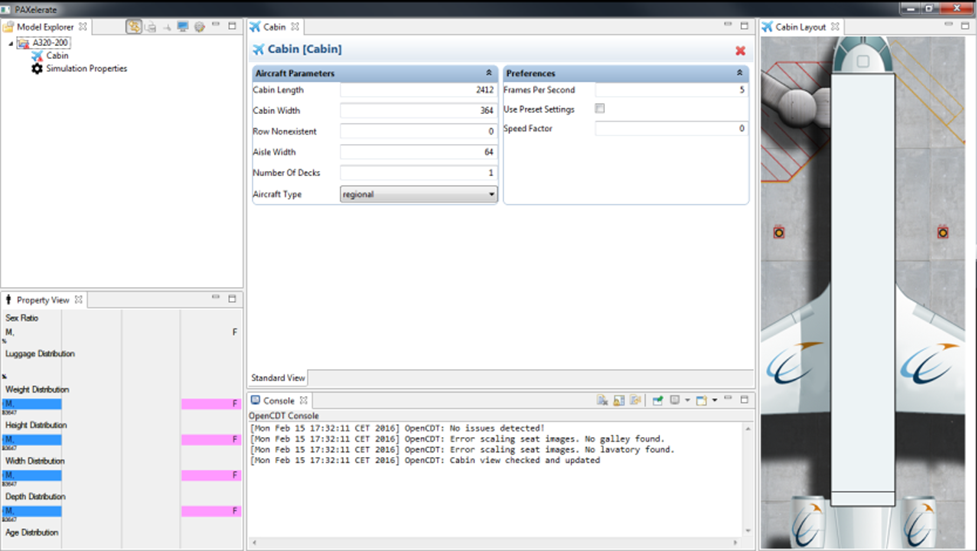 PAXelerate
Model Explorer
A320-200
Cabin
Simulation Properties
Property View
Sex Ratio
M, F
%
Luggage Distribution
%
Weight Distribution
M, F
Height Distribution
M, F
Width Distribution
M, F
Depth Distribution
M, F
Age Distribution
Cabin
Cabin [Cabin]
Aircraft Parameters
Cabin Length 2412
Cabin Width 364
Row Nonexistent 0
Aisle Width 64
Number Of Decks 1
Aircraft Type regional
Preferences
Frames Per Second 5
Use Preset Settings
Speed Factor 0
Standard View
Console
OpenCDT Console
[Mon Feb 15 17:32:11 CET 2016] OpenCDT: No issues detected!
[Mon Feb 15 17:32:11 CET 2016] OpenCDT: Error scaling seat images. No galley found.
[Mon Feb 15 17:32:11 CET 2016] OpenCDT: Error scaling seat images. No lavatory found.
[Mon Feb 15 17:32:11 CET 2016] OpenCDT: Cabin view checked and updated
Cabin Layout